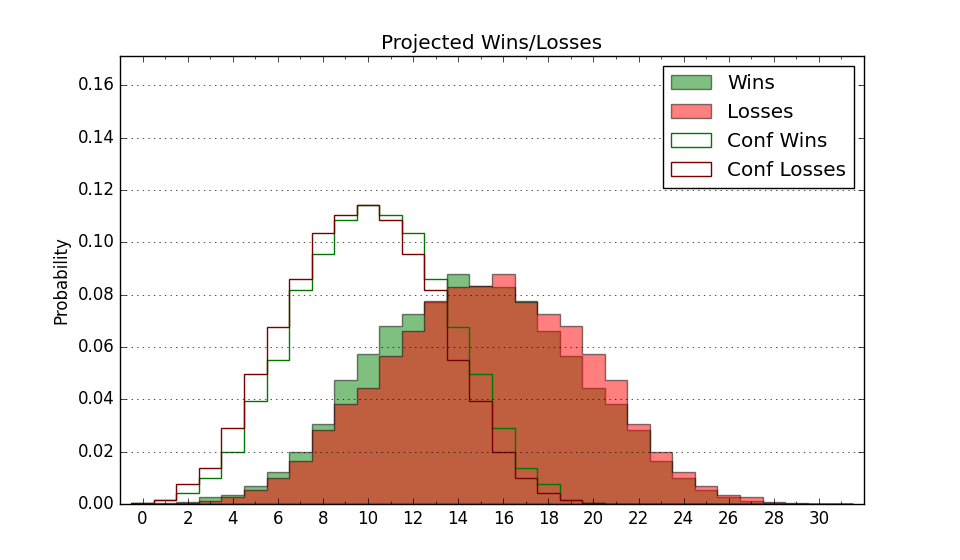 Projected Wins/Losses
Wins
Losses
Conf Wins
Conf Losses
Probability
0.16
0.14
0.12
0.10
0.08
0.06
0.04
0.02
0.00
0 2 4 6 8 10 12 14 16 18 20 22 24 26 28 30